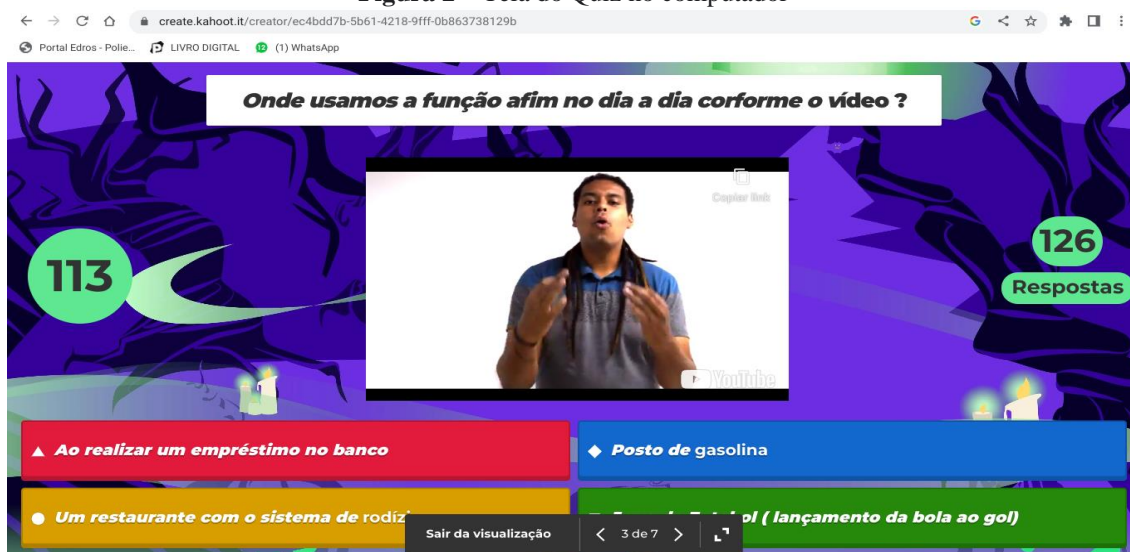 create.kahoot.it/creator/ec4bdd7b-5b61-4218-9fff-0b863738129b
Portal Edros - Polie... LIVRO DIGITAL (1) WhatsApp
Onde usamos a função afim no dia a dia corforme o vídeo ?
Copiar link
113
126
Respostas
YouTube
Ao realizar um empréstimo no banco
Posto de gasolina
Um restaurante com o sistema de
( lançamento da bola ao gol)
Sair da visualização 3 de 7